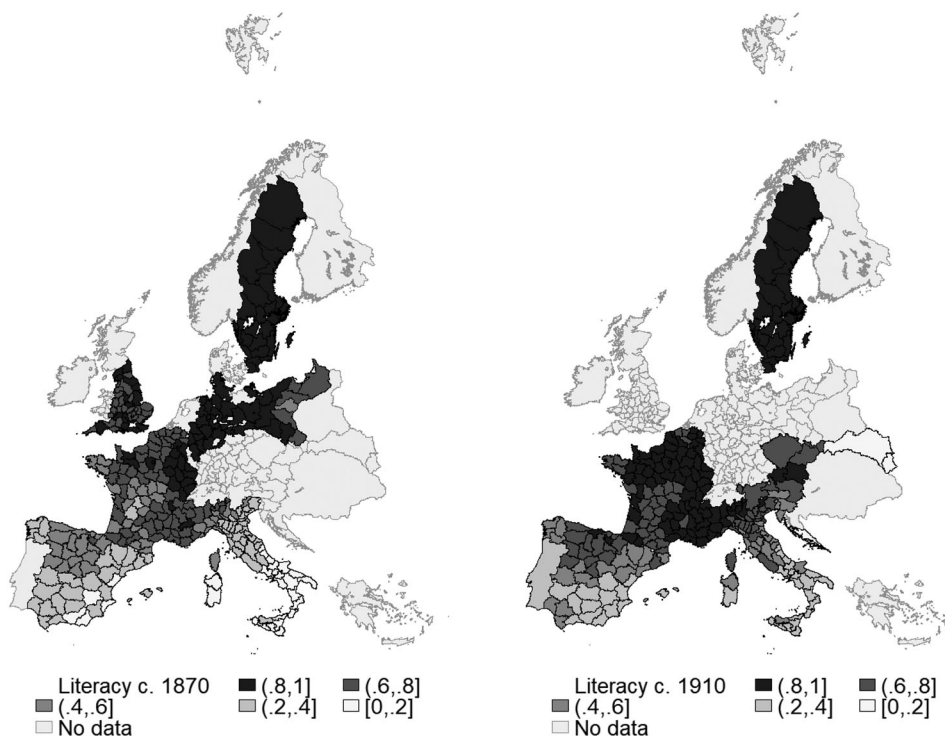 Literacy c. 1870 (.8,1] (.6,.8]
(.4,.6] (.2,.4] [0,.2]
No data
Literacy c. 1910 (.8,1] (.6,.8]
(.4,.6] (.2,.4] [0,.2]
No data